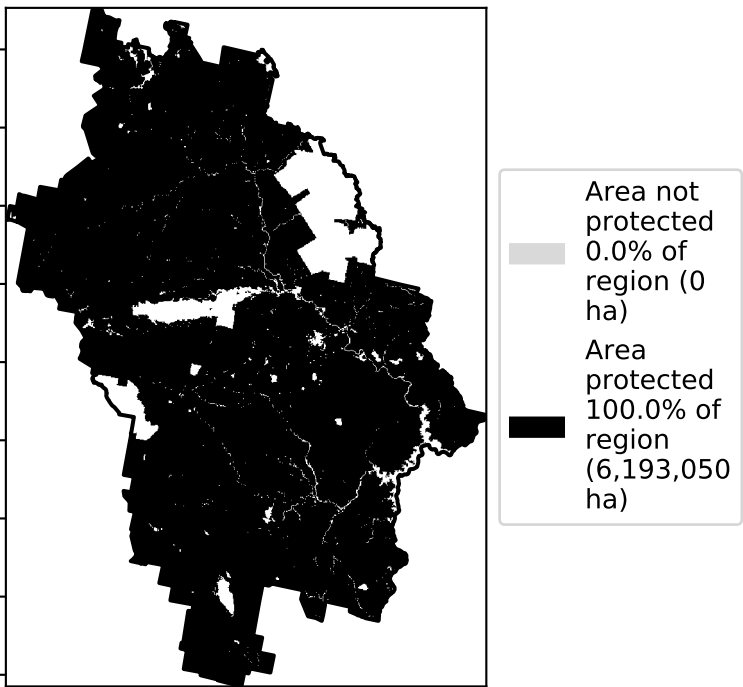 Area not
protected
0.0% of
region (0
ha)
Area
protected
100.0% of
region
(6,193,050
ha)